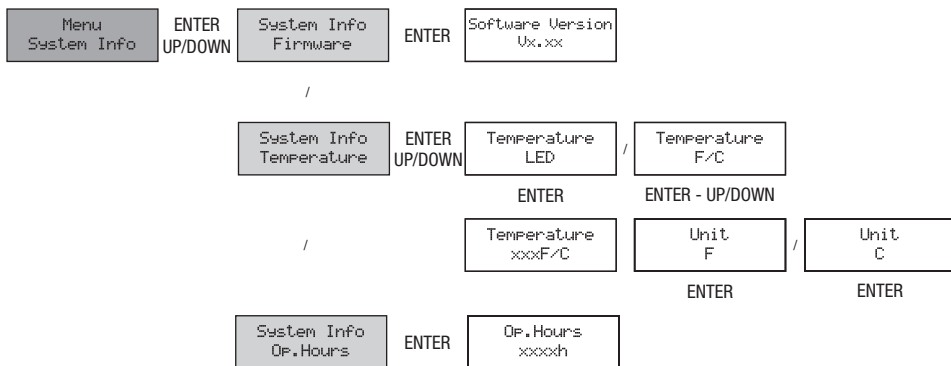 Menu
System Info
ENTER
UP/DOWN
System Info
Firmware
ENTER
Software Version
Vx.xx
/
System Info
Temperature
ENTER
UP/DOWN
Temperature
LED
/
Temperature
F/C
ENTER
ENTER - UP/DOWN
/
Temperature
xxxF/C
Unit
F
/
Unit
C
ENTER
ENTER
System Info
Op.Hours
ENTER
Op.Hours
xxxxh